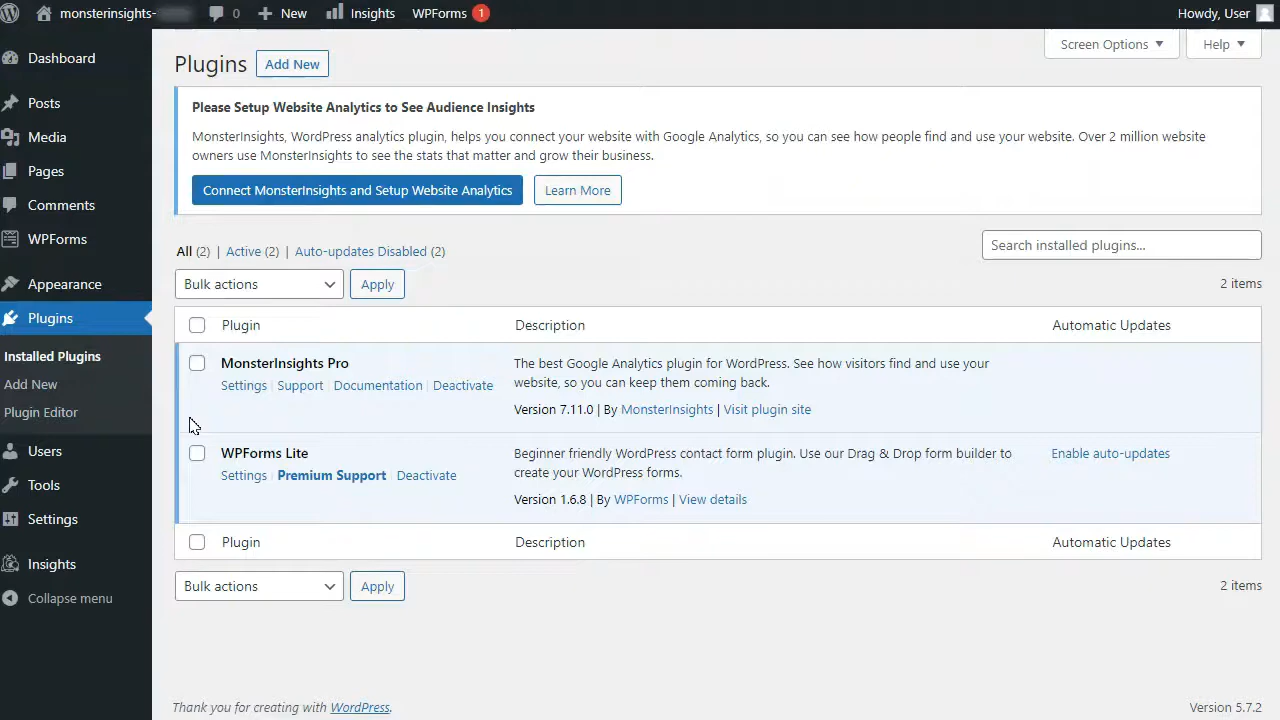 monsterinsights-
0
New
Insights
WPForms 1
Howdy, User
Dashboard
Posts
Media
Pages
Comments
WPForms
Appearance
Plugins
Installed Plugins
Add New
Plugin Editor
Users
Tools
Settings
Insights
Collapse menu
Screen Options
Help
Plugins
Add New
Please Setup Website Analytics to See Audience Insights
MonsterInsights, WordPress analytics plugin, helps you connect your website with Google Analytics, so you can see how people find and use your website. Over 2 million website
owners use MonsterInsights to see the stats that matter and grow their business.
Connect MonsterInsights and Setup Website Analytics
Learn More
All (2) | Active (2) | Auto-updates Disabled (2)
Search installed plugins...
Bulk actions
Apply
2 items
Plugin
Description
Automatic Updates
MonsterInsights Pro
Settings | Support | Documentation | Deactivate
The best Google Analytics plugin for WordPress. See how visitors find and use your
website, so you can keep them coming back.
Version 7.11.0 | By MonsterInsights | Visit plugin site
WPForms Lite
Settings | Premium Support | Deactivate
Beginner friendly WordPress contact form plugin. Use our Drag & Drop form builder to
create your WordPress forms.
Version 1.6.8 | By WPForms | View details
Enable auto-updates
Plugin
Description
Automatic Updates
Bulk actions
Apply
2 items
Thank you for creating with WordPress.
Version 5.7.2